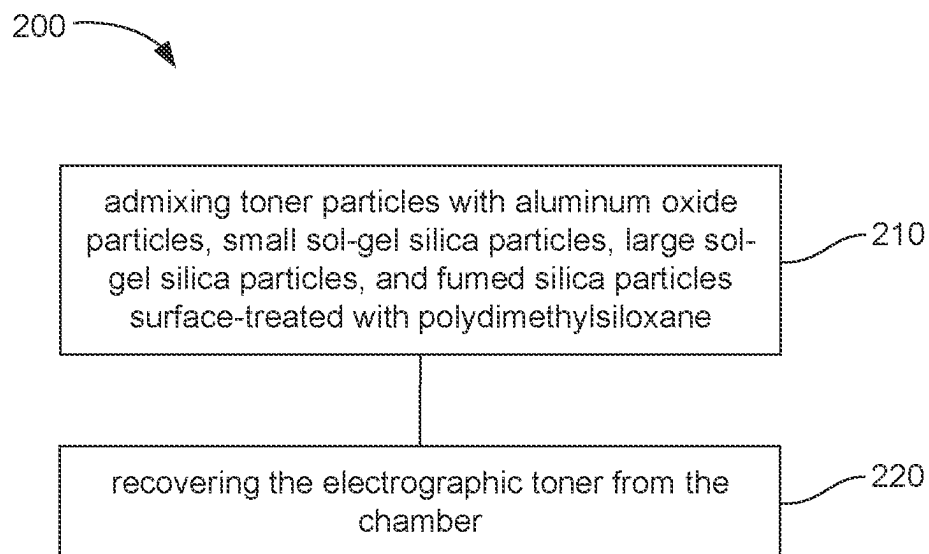 200
admixing toner particles with aluminum oxide
particles, small sol-gel silica particles, large sol-
gel silica particles, and fumed silica particles
surface-treated with polydimethylsiloxane
210
recovering the electrographic toner from the
chamber
220